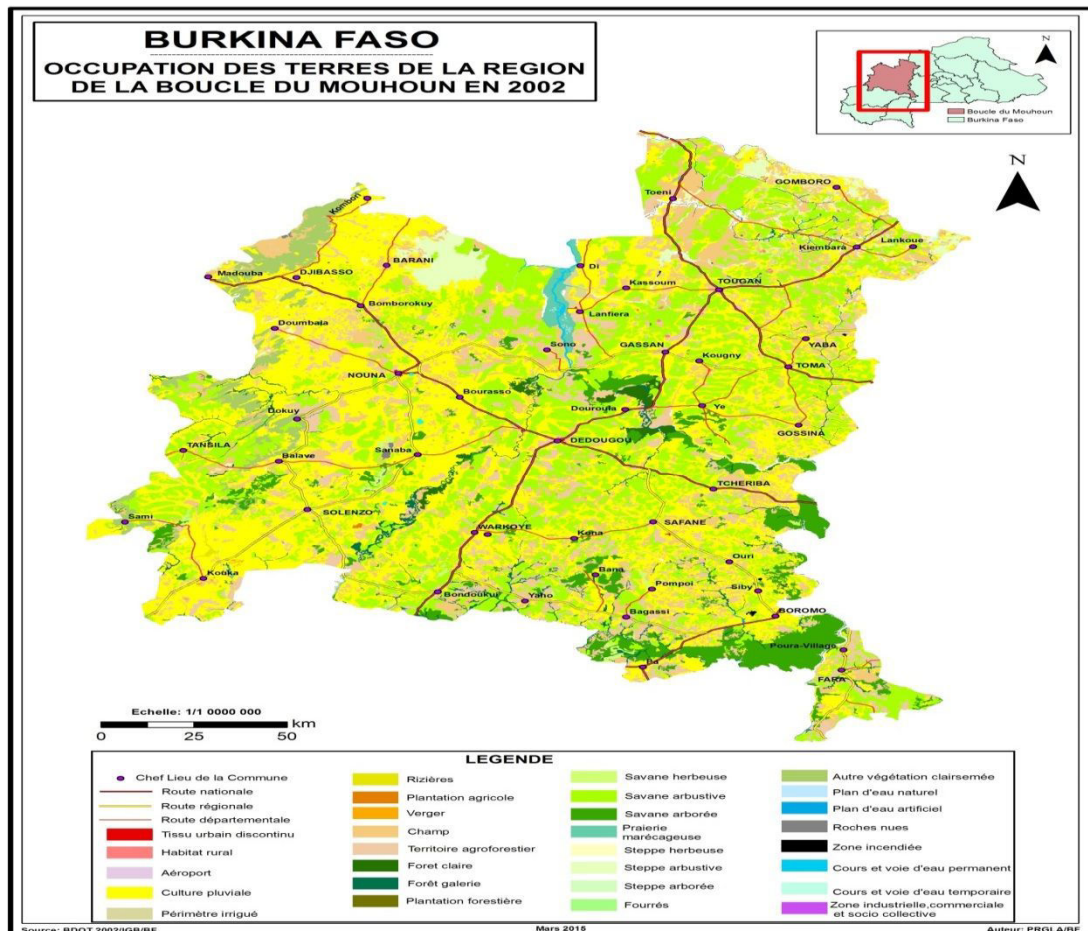 BURKINA FASO
OCCUPATION DES TERRES DE LA REGION
DE LA BOUCLE DU MOUHOUN EN 2002
N
Boucle du Mouhoun
Burkina Faso
N
Toeni
GOMBORO
Kombori
Kiembara
Lankoue
Madouba
DJIBASSO
BARANI
Di
Kassoum
TOUGAN
Bomborokuy
Lanfiera
Doumbala
Sono
GASSAN
Kougny
YABA
NOUNA
TOMA
Bourasso
Douroula
Ye
Dokuy
GOSSINA
DEDOUGOU
TANSILA
Balave
Sanaba
TCHERIBA
SOLENZO
Sami
WARKOYE
Kona
SAFANE
Kouka
Bana
Ouri
Pompoi
Siby
Bondoukui
Yaho
Bagassi
BOROMO
Poura-Village
Pa
FARA
Echelle: 1/1 0000 000
km
0 25 50
LEGENDE
Chef Lieu de la Commune
Route nationale
Route régionale
Route départementale
Tissu urbain discontinu
Habitat rural
Aéroport
Culture pluviale
Périmètre irrigué
Rizières
Plantation agricole
Verger
Champ
Territoire agroforestier
Foret claire
Forêt galerie
Plantation forestière
Savane herbeuse
Savane arbustive
Savane arborée
Praierie
marécageuse
Steppe herbeuse
Steppe arbustive
Steppe arborée
Fourrés
Autre végétation clairsemée
Plan d'eau naturel
Plan d'eau artificiel
Roches nues
Zone incendiée
Cours et voie d'eau permanent
Cours et voie d'eau temporaire
Zone industrielle,commerciale
et socio collective
Source: BDOT 2002/IGB/BF
Mars 2015
Auteur: PRGLA/BF